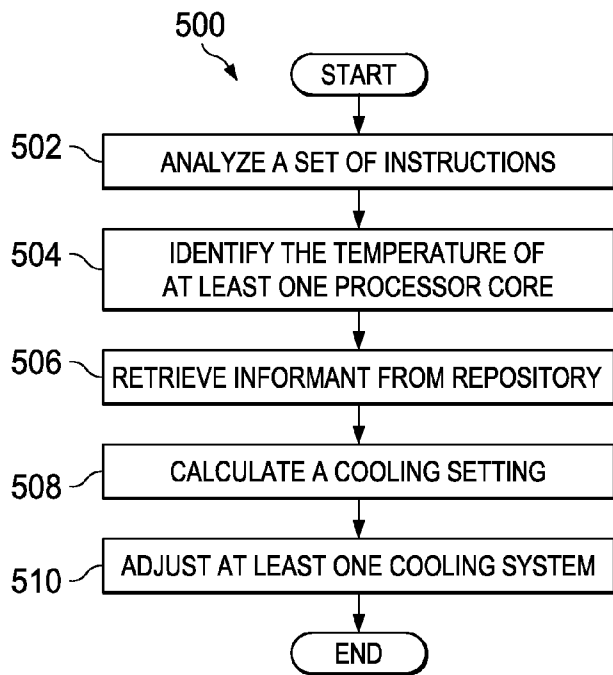 500
START
502
ANALYZE A SET OF INSTRUCTIONS
504
IDENTIFY THE TEMPERATURE OF
AT LEAST ONE PROCESSOR CORE
506
RETRIEVE INFORMANT FROM REPOSITORY
508
CALCULATE A COOLING SETTING
510
ADJUST AT LEAST ONE COOLING SYSTEM
END